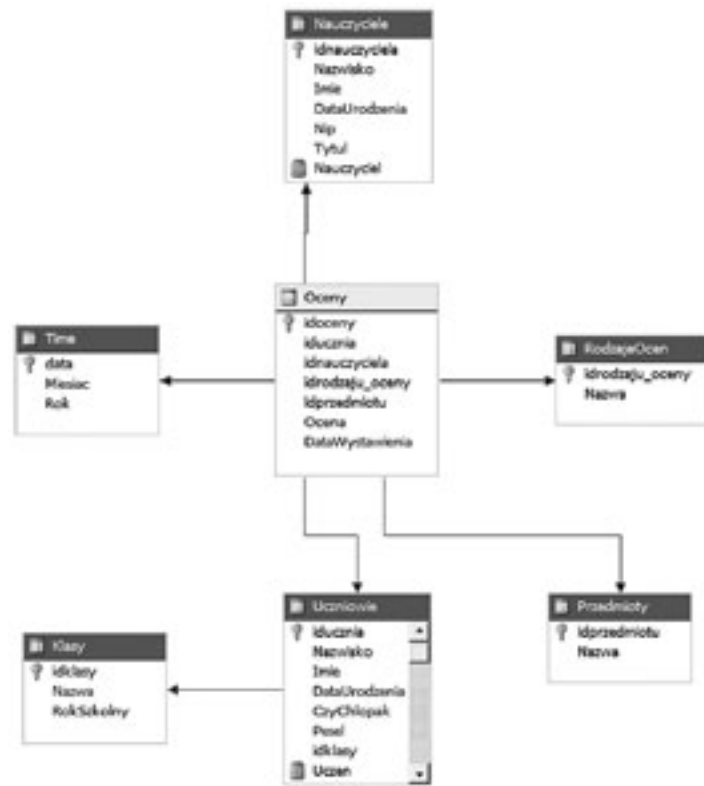 Nauczyciele
idnauczyciela
Nazwisko
Imie
DataUrodzenia
Nip
Tytul
Nauczyciel
Oceny
idoceny
iducznia
idnauczyciela
idrodzaju_oceny
idprzedmiotu
Ocena
DataWystawienia
Time
data
Miesiac
Rok
RodzajeOcen
idrodzaju_oceny
Nazwa
Uczniowie
iducznia
Nazwisko
Imie
DataUrodzenia
CzyChlopak
Pesel
idklasy
Uczen
Klasy
idklasy
Nazwa
RokSzkolny
Przedmioty
idprzedmiotu
Nazwa